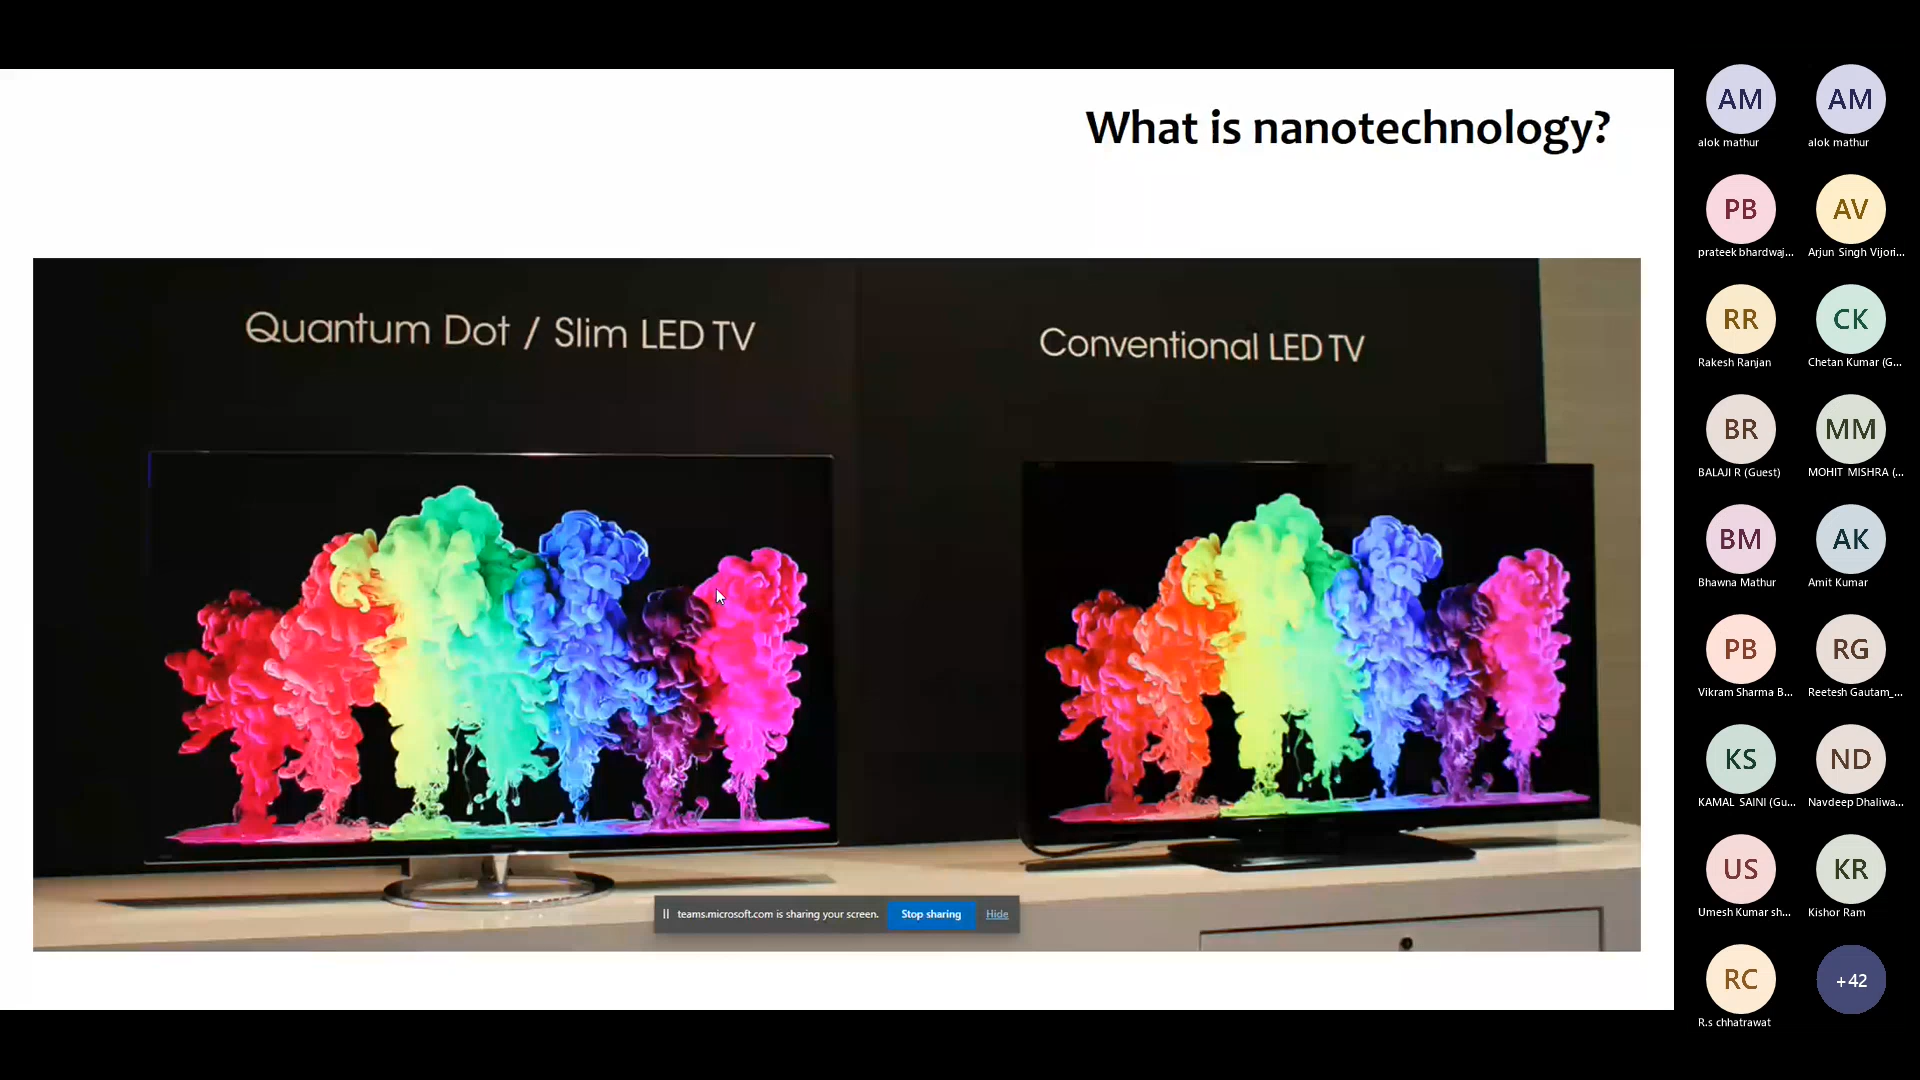 What is nanotechnology?
Quantum Dot / Slim LED TV
Conventional LED TV
teams.microsoft.com is sharing your screen.
Stop sharing
Hide
AM
alok mathur
AM
alok mathur
PB
prateek bhardwaj...
AV
Arjun Singh Vijori...
RR
Rakesh Ranjan
CK
Chetan Kumar (G...
BR
BALAJI R (Guest)
MM
MOHIT MISHRA (...
BM
Bhawna Mathur
AK
Amit Kumar
PB
Vikram Sharma B...
RG
Reetesh Gautam_...
KS
KAMAL SAINI (Gu...
ND
Navdeep Dhaliwa...
US
Umesh Kumar sh...
KR
Kishor Ram
RC
R.s chhatrawat
+42